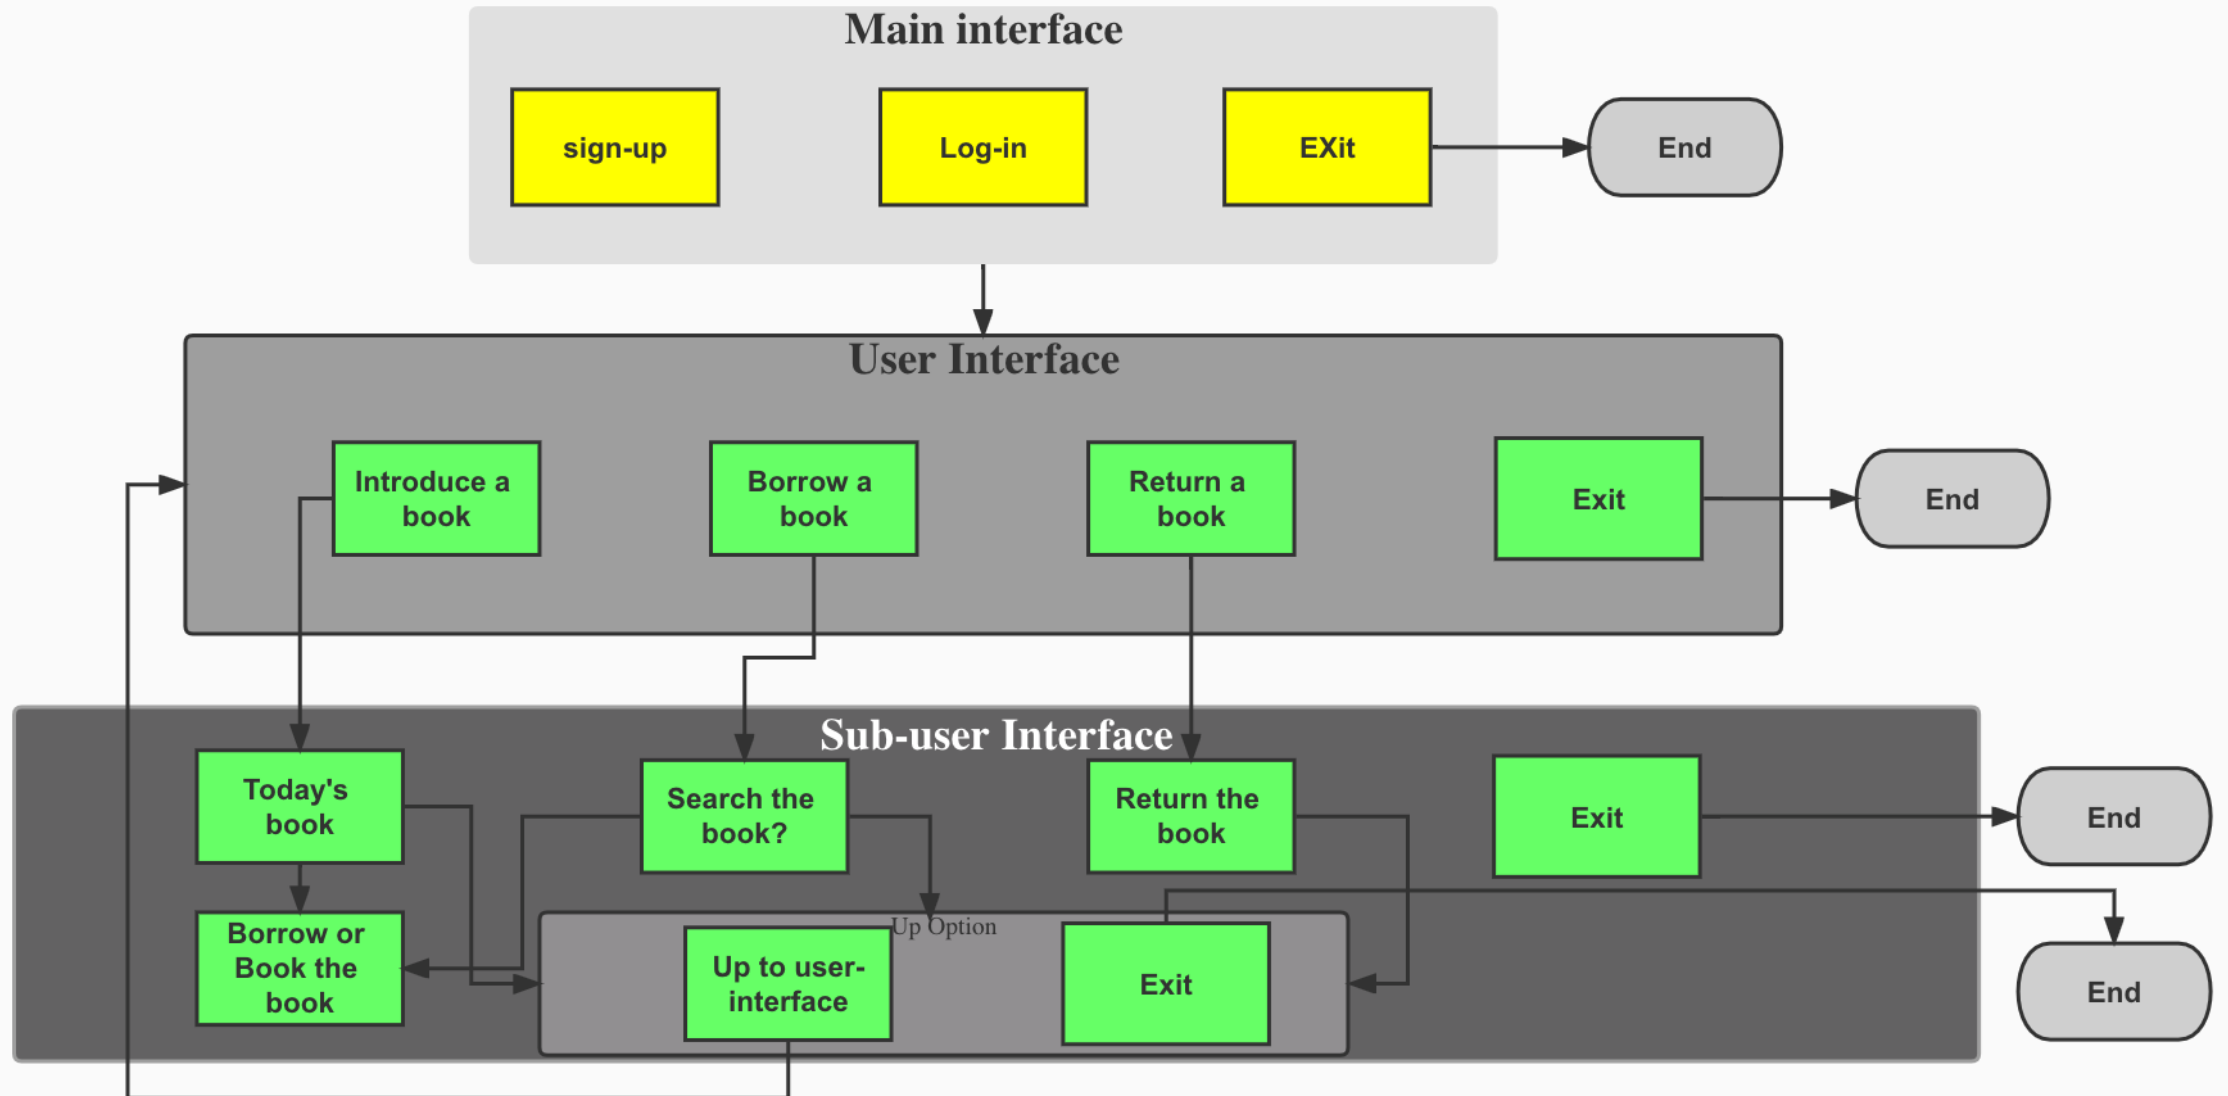 Main interface
sign-up
Log-in
EXit
End
User Interface
Introduce a
book
Borrow a
book
Return a
book
Exit
End
Sub-user Interface
Today's
book
Search the
book?
Return the
book
Exit
End
Borrow or
Book the
book
Up Option
Up to user-
interface
Exit
End